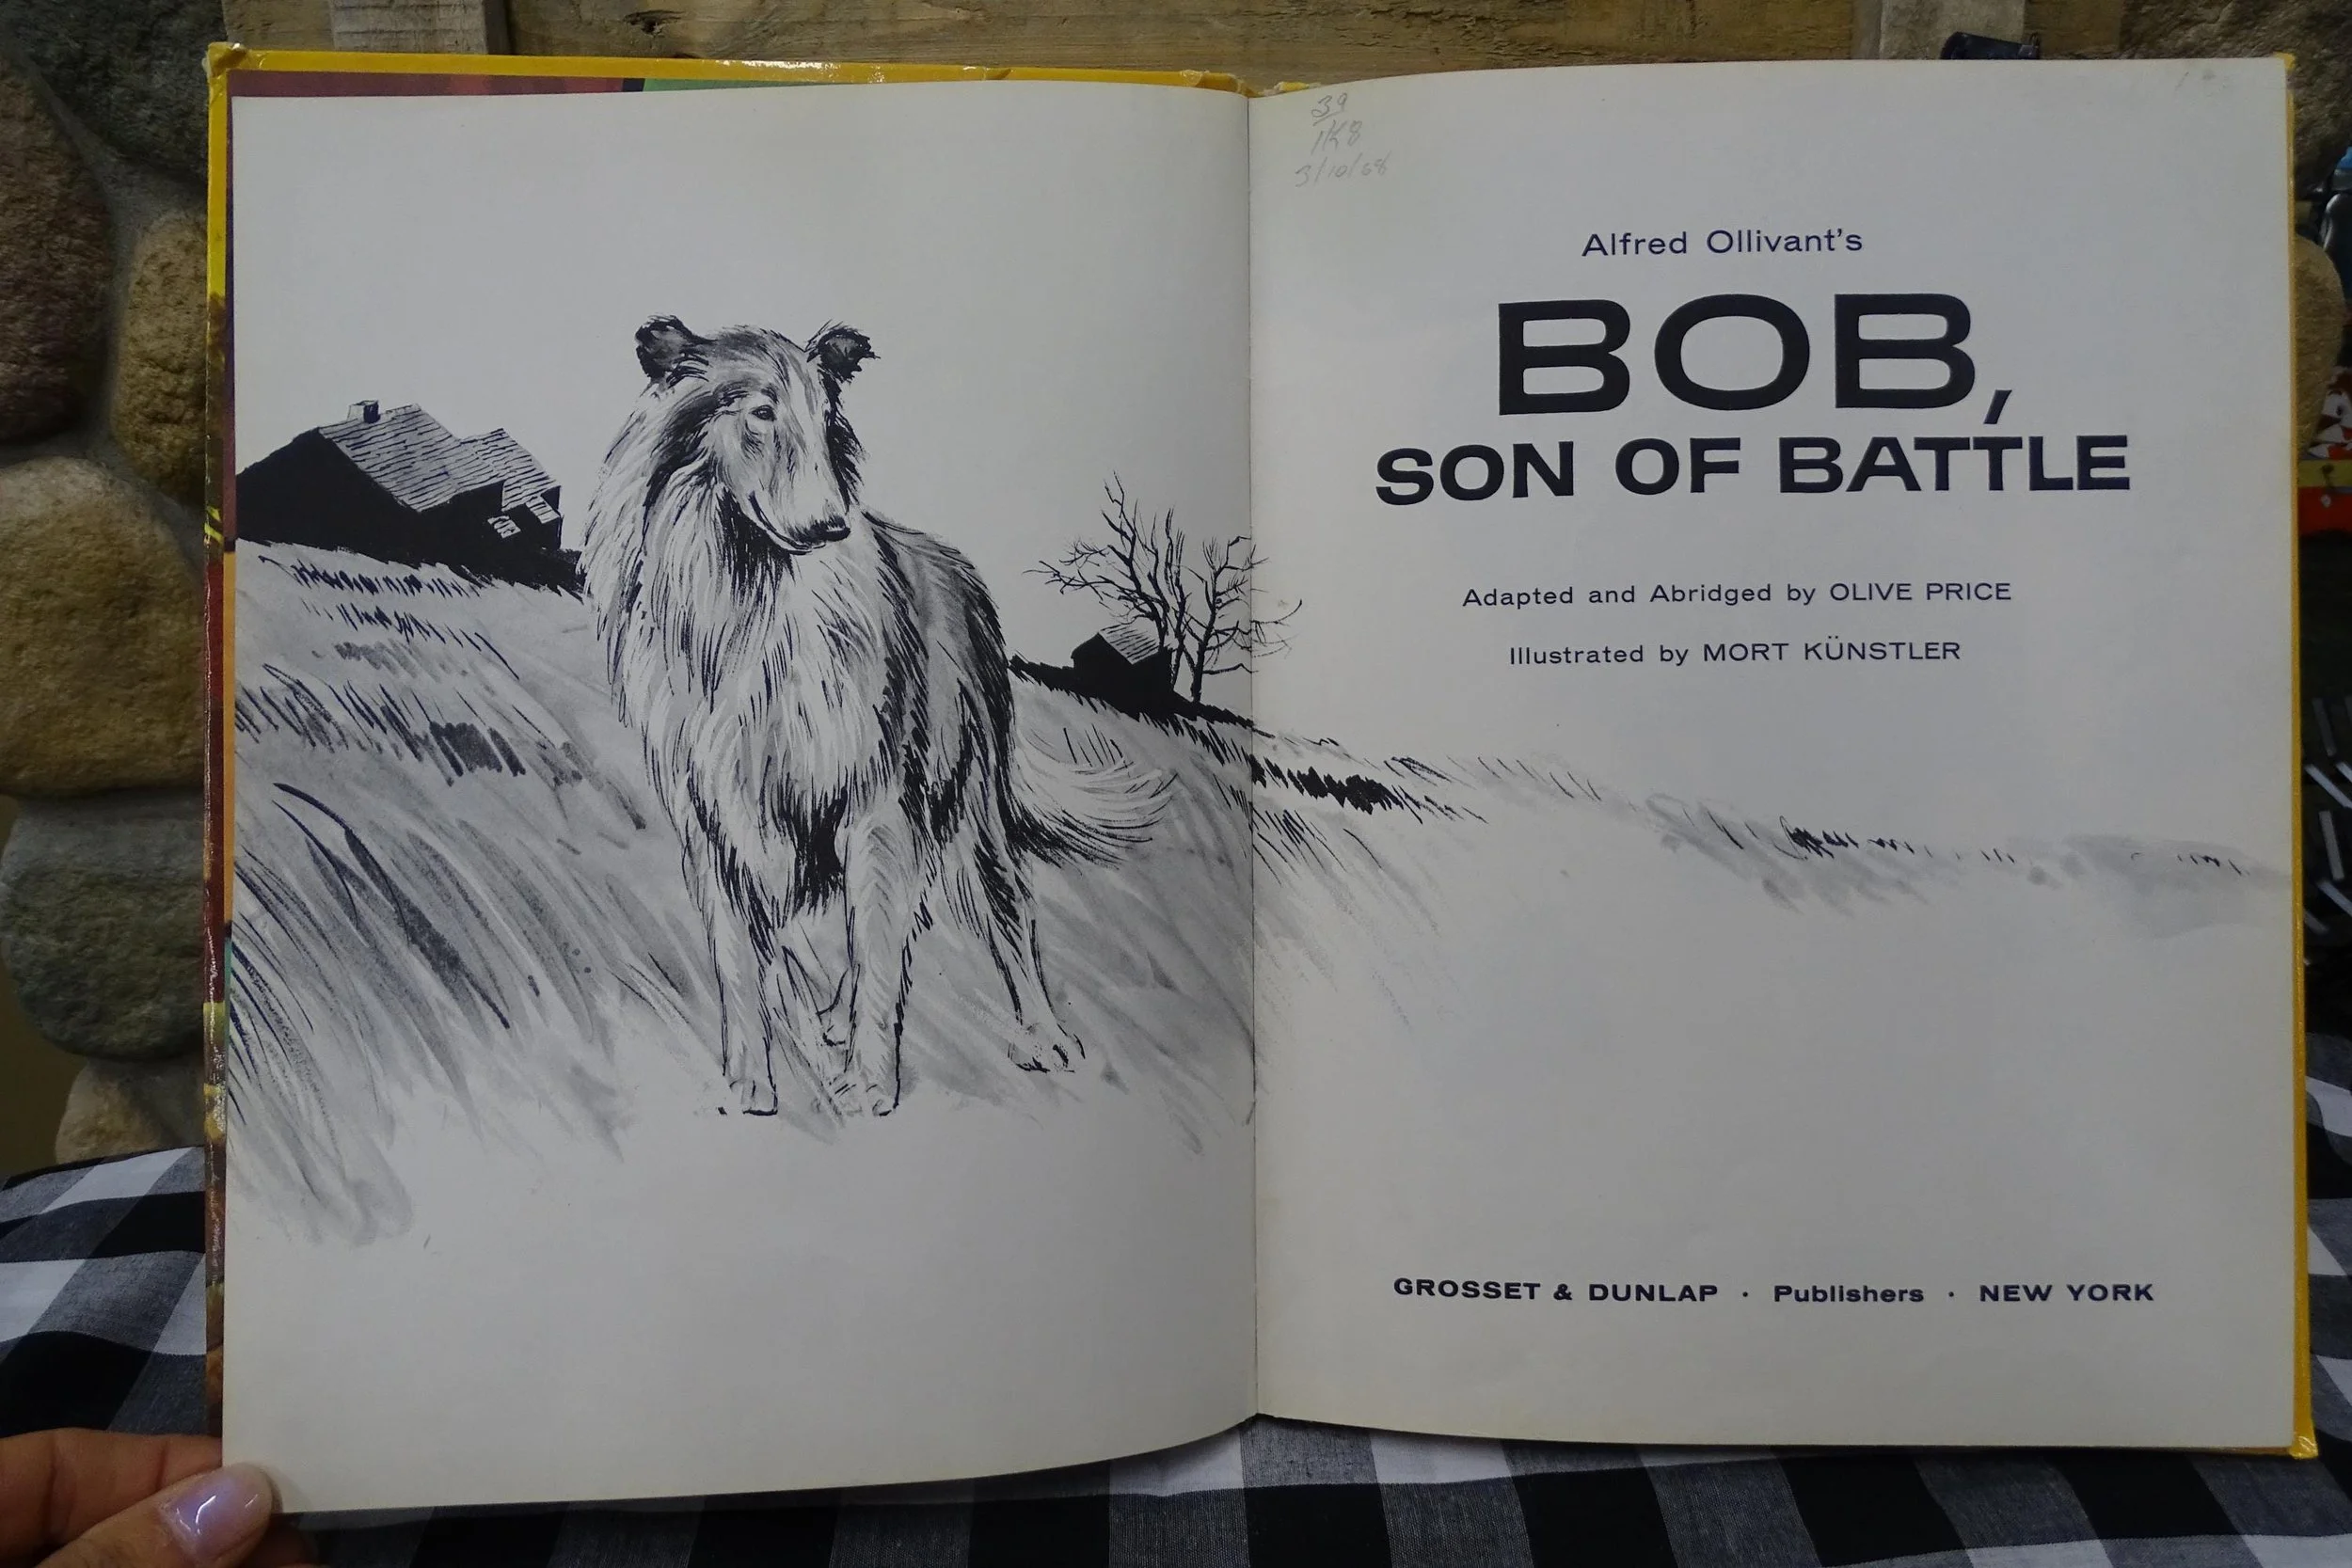 39
1K8
3/10/68
Alfred Ollivant's
BOB,
SON OF BATTLE
Adapted and Abridged by OLIVE PRICE
Illustrated by MORT KÜNSTLER
GROSSET & DUNLAP · Publishers · NEW YORK